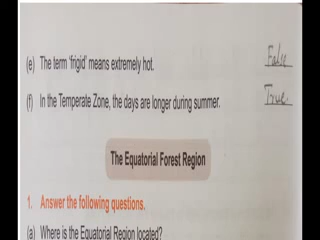 (e) The term 'frigid' means extremely hot. False
(f) In the Temperate Zone, the days are longer during summer. True.
The Equatorial Forest Region
1. Answer the following questions.
(a) Where is the Equatorial Region located?